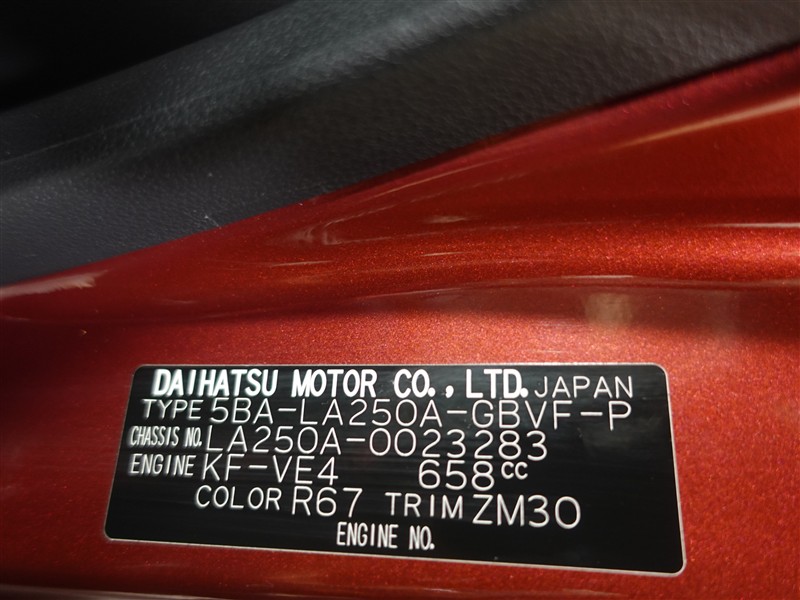 DAIHATSU MOTOR CO., LTD. JAPAN
TYPE 5BA-LA250A-GBVF-P
CHASSIS NO. LA250A-0023283
ENGINE KF-VE4 658cc
COLOR R67 TRIM ZM30
ENGINE NO.